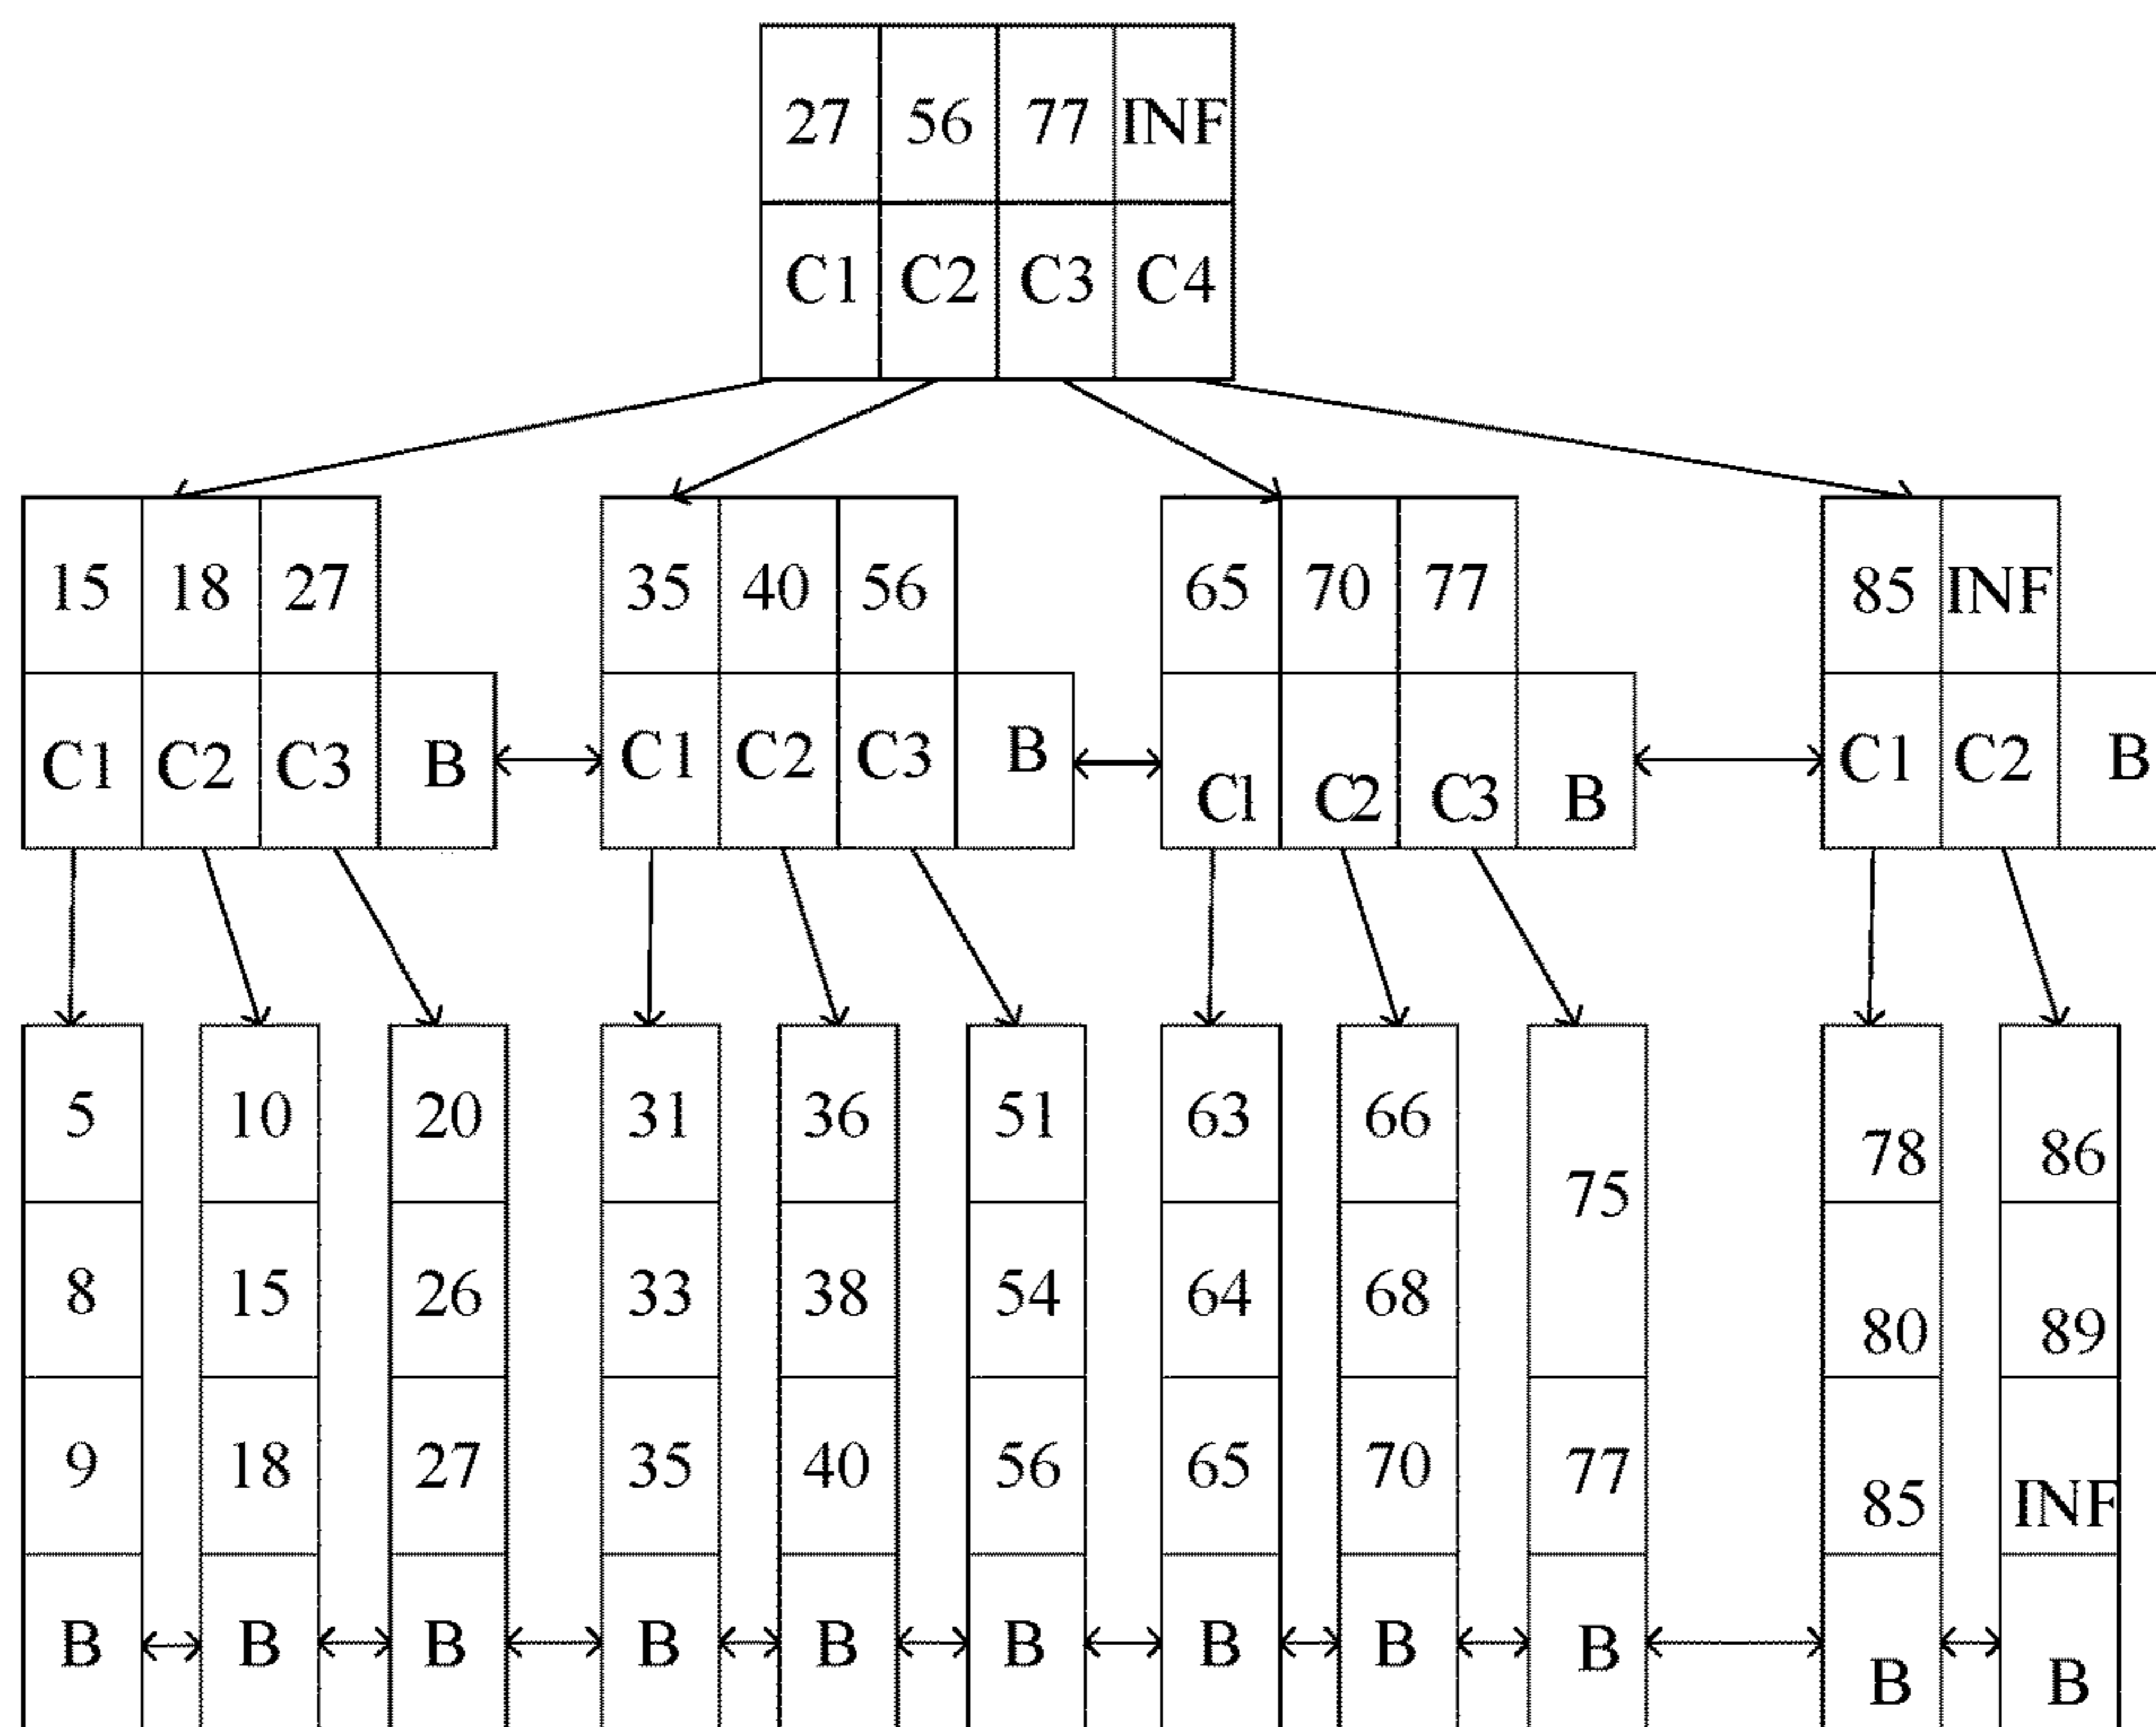 27 56 77 INF
C1 C2 C3 C4
15 18 27 35 40 56 65 70 77 85 INF
C1 C2 C3 B C1 C2 C3 B C1 C2 C3 B C1 C2 B
5 10 20 31 36 51 63 66 75 78 86
8 15 26 33 38 54 64 68 80 89
9 18 27 35 40 56 65 70 77 85 INF
B B B B B B B B B B B